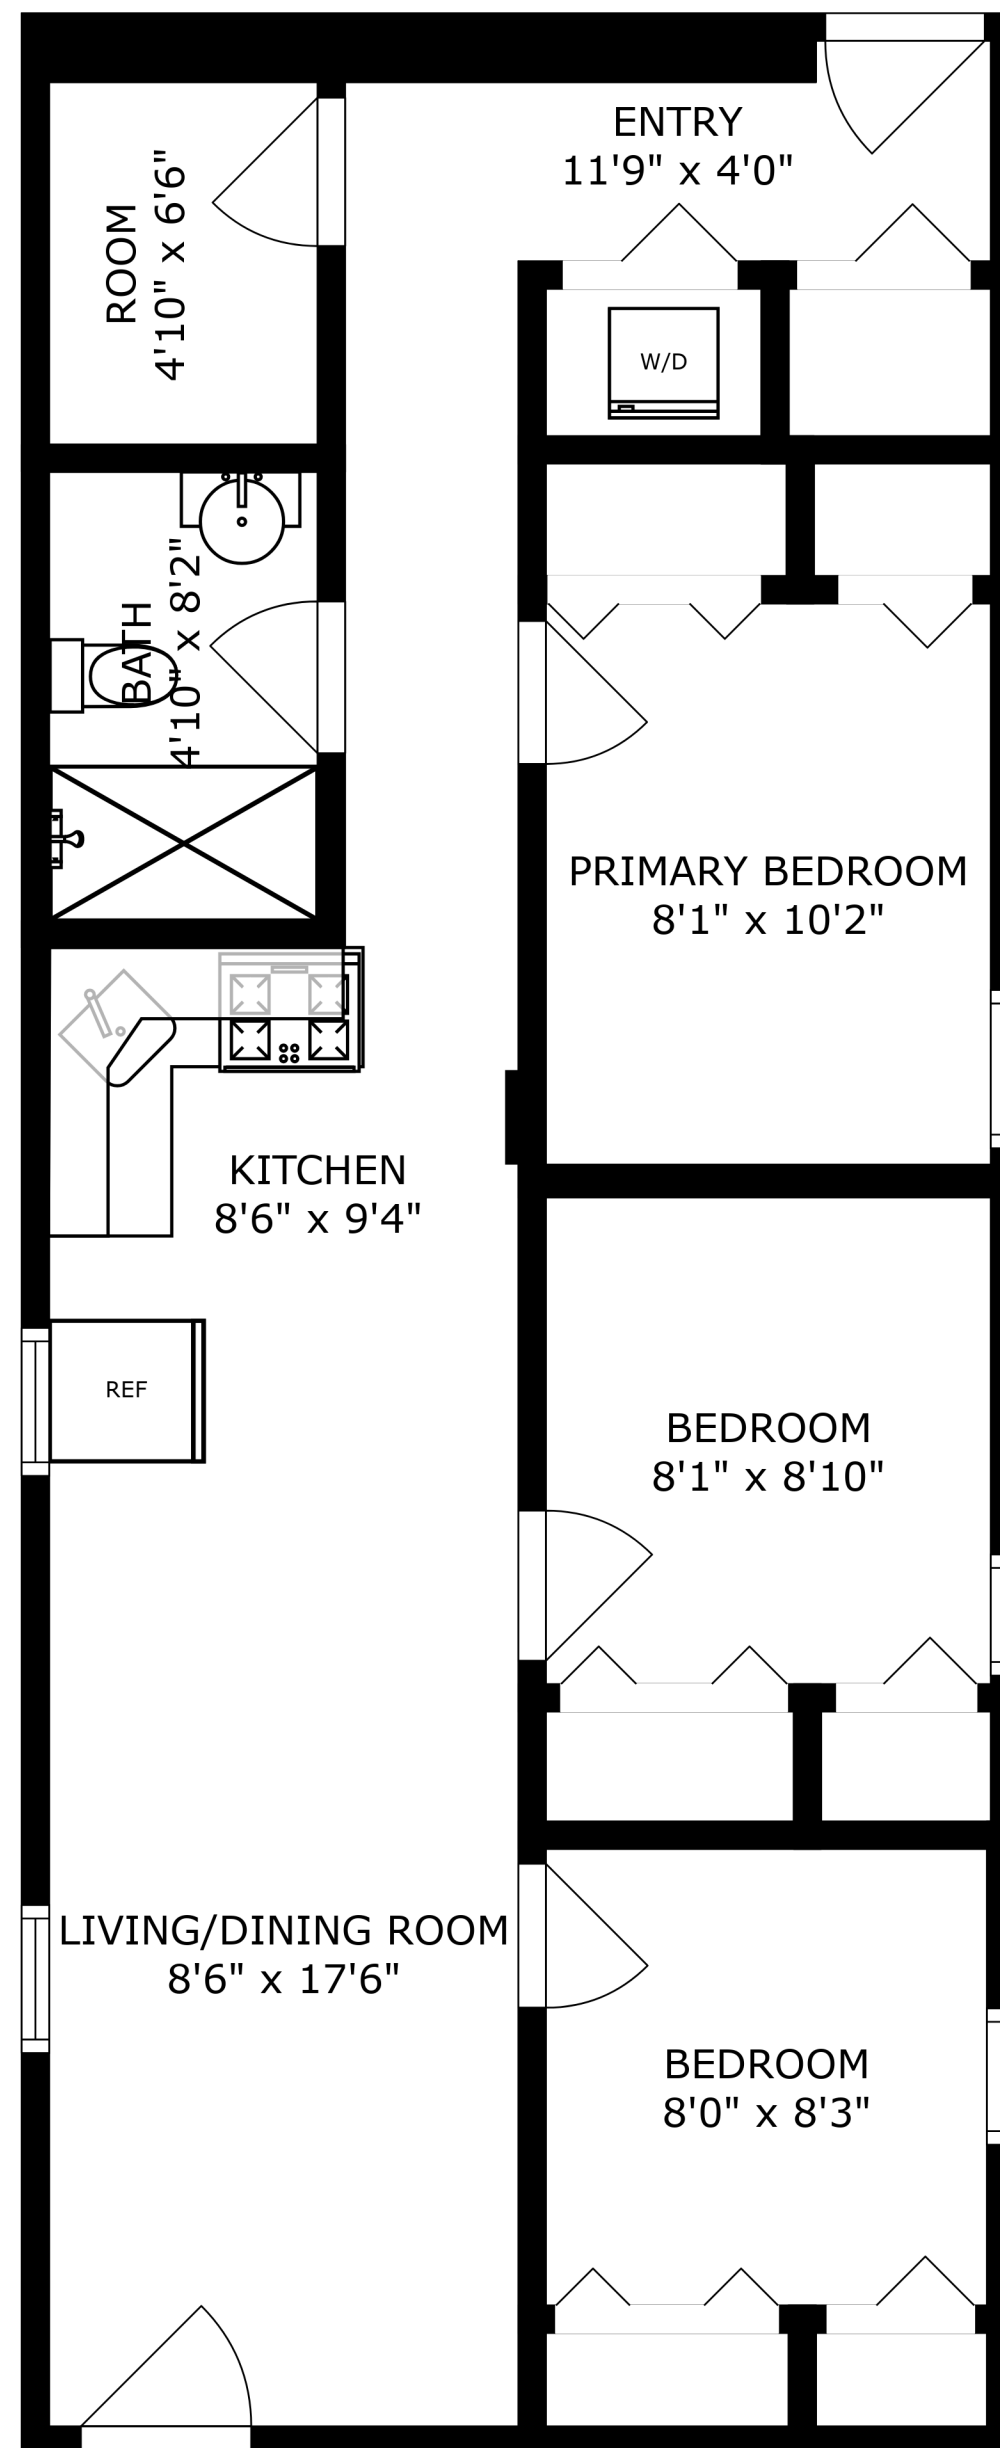 ENTRY
11'9" x 4'0"
ROOM
4'10" x 6'6"
W/D
BATH
4'10" x 8'2"
PRIMARY BEDROOM
8'1" x 10'2"
KITCHEN
8'6" x 9'4"
REF
BEDROOM
8'1" x 8'10"
LIVING/DINING ROOM
8'6" x 17'6"
BEDROOM
8'0" x 8'3"